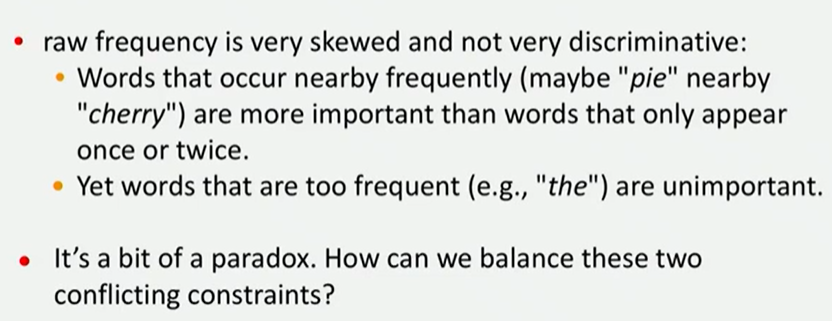 • raw frequency is very skewed and not very discriminative:
• Words that occur nearby frequently (maybe "pie" nearby
"cherry") are more important than words that only appear
once or twice.
• Yet words that are too frequent (e.g., "the") are unimportant.
• It’s a bit of a paradox. How can we balance these two
conflicting constraints?